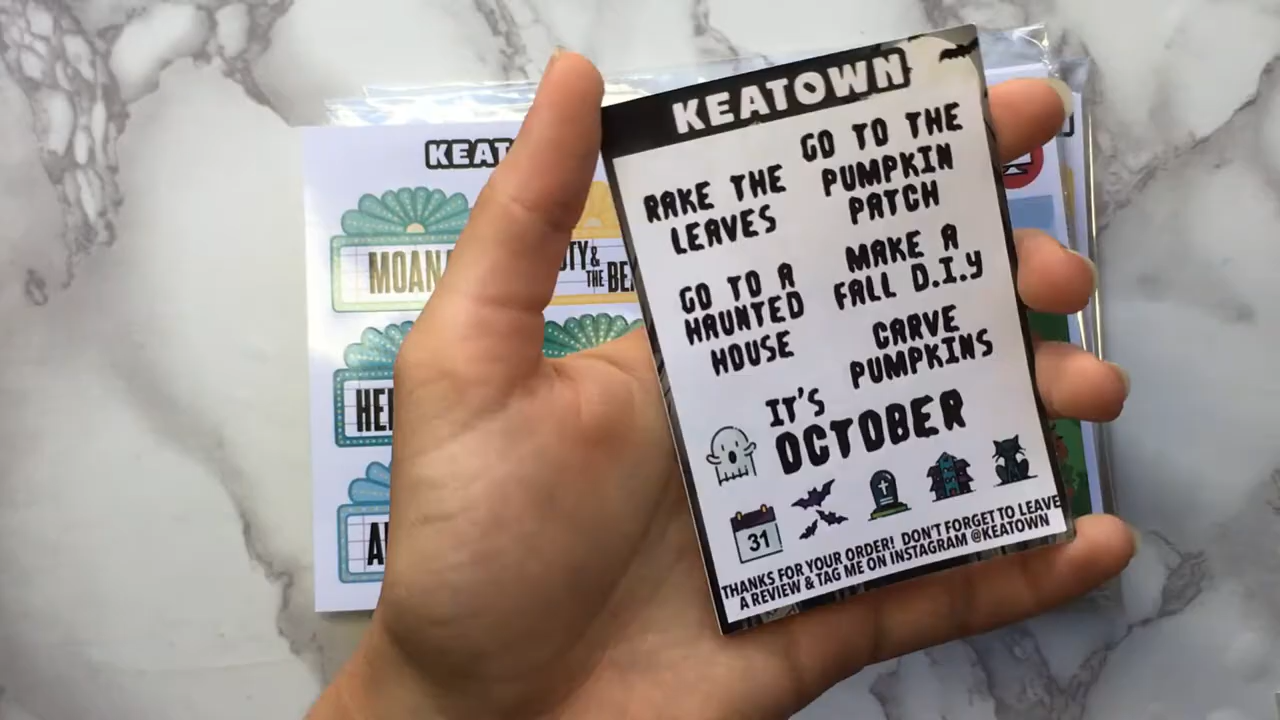 KEATOWN
RAKE THE
LEAVES
GO TO THE
PUMPKIN
PATCH
GO TO A
HAUNTED
HOUSE
MAKE A
FALL D.I.Y
CARVE
PUMPKINS
IT'S
OCTOBER
31
THANKS FOR YOUR ORDER! DON'T FORGET TO LEAVE
A REVIEW & TAG ME ON INSTAGRAM @KEATOWN
KEAT
MOAN
TY &
THE BE
HE
A